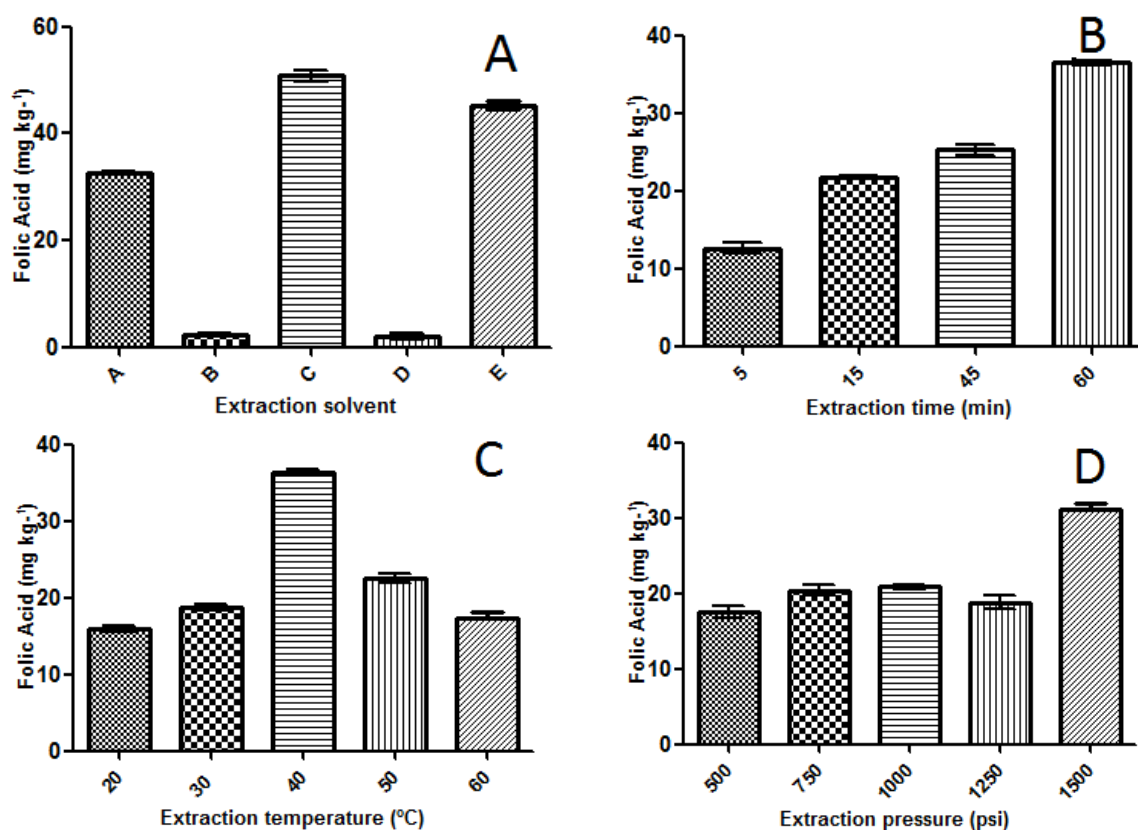 A
Folic Acid (mg kg-1)
60
40
20
0
A B C D E
Extraction solvent
B
Folic Acid (mg kg-1)
40
30
20
10
0
5 15 45 60
Extraction time (min)
C
Folic Acid (mg kg-1)
40
30
20
10
0
20 30 40 50 60
Extraction temperature (ºC)
D
Folic Acid (mg kg-1)
40
30
20
10
0
500 750 1000 1250 1500
Extraction pressure (psi)